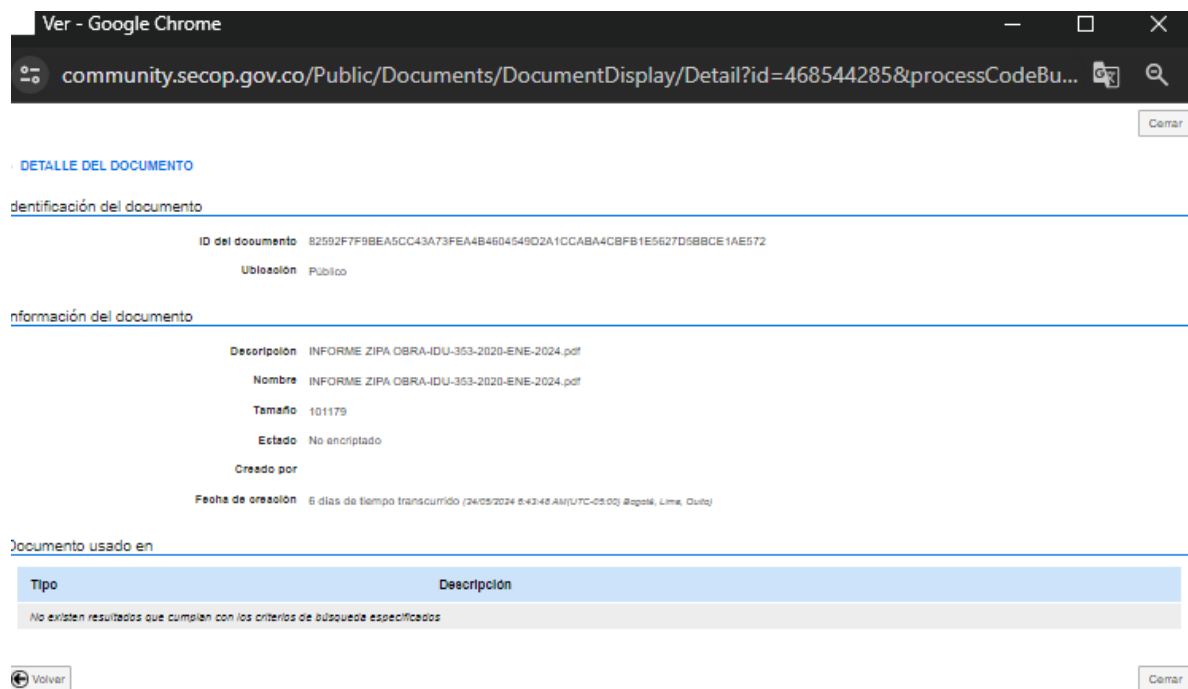 Ver - Google Chrome
community.secop.gov.co/Public/Documents/DocumentDisplay/Detail?id=468544285&processCodeBu...
Cerrar
DETALLE DEL DOCUMENTO
dentificación del documento
ID del documento 82592F7F9BEA5CC43A73FEA4B4604549D2A1CCABA4CBFB1E5627D5BBCE1AE572
Ubicación Público
nformación del documento
Descripción INFORME ZIPA OBRA-IDU-353-2020-ENE-2024.pdf
Nombre INFORME ZIPA OBRA-IDU-353-2020-ENE-2024.pdf
Tamaño 101179
Estado No encriptado
Creado por
Fecha de creación 6 días de tiempo transcurrido (24/05/2024 6:43:48 AM(UTC-05:00) Bogotá, Lima, Quito)
Documento usado en
Tipo Descripción
No existen resultados que cumplan con los criterios de búsqueda especificados
Volver Cerrar